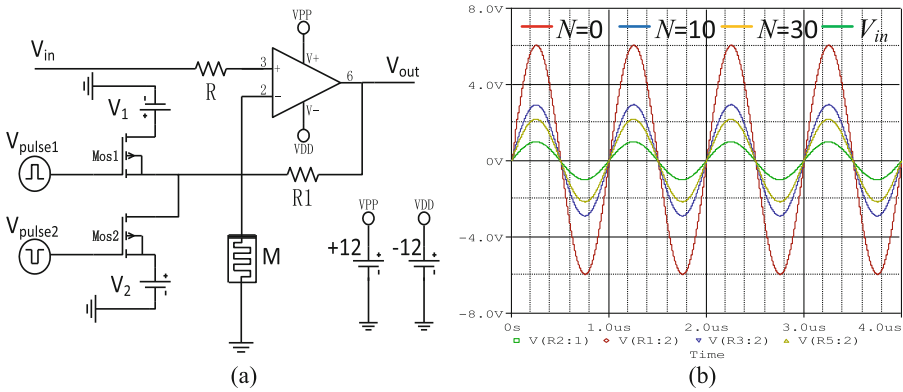 V_in
R
3
+
2
−
VPP
V+
6
V−
VDD
V_out
V_1
-
+
V_pulse1
Mos1
R1
V_pulse2
Mos2
V_2
+
-
M
VPP
+12
+
-
VDD
-12
+
-
(a)
8.0V
N=0 N=10 N=30 V_in
4.0V
0V
-4.0V
-8.0V
0s 1.0us 2.0us 3.0us 4.0us
V(R2:1) V(R1:2) V(R3:2) V(R5:2)
Time
(b)